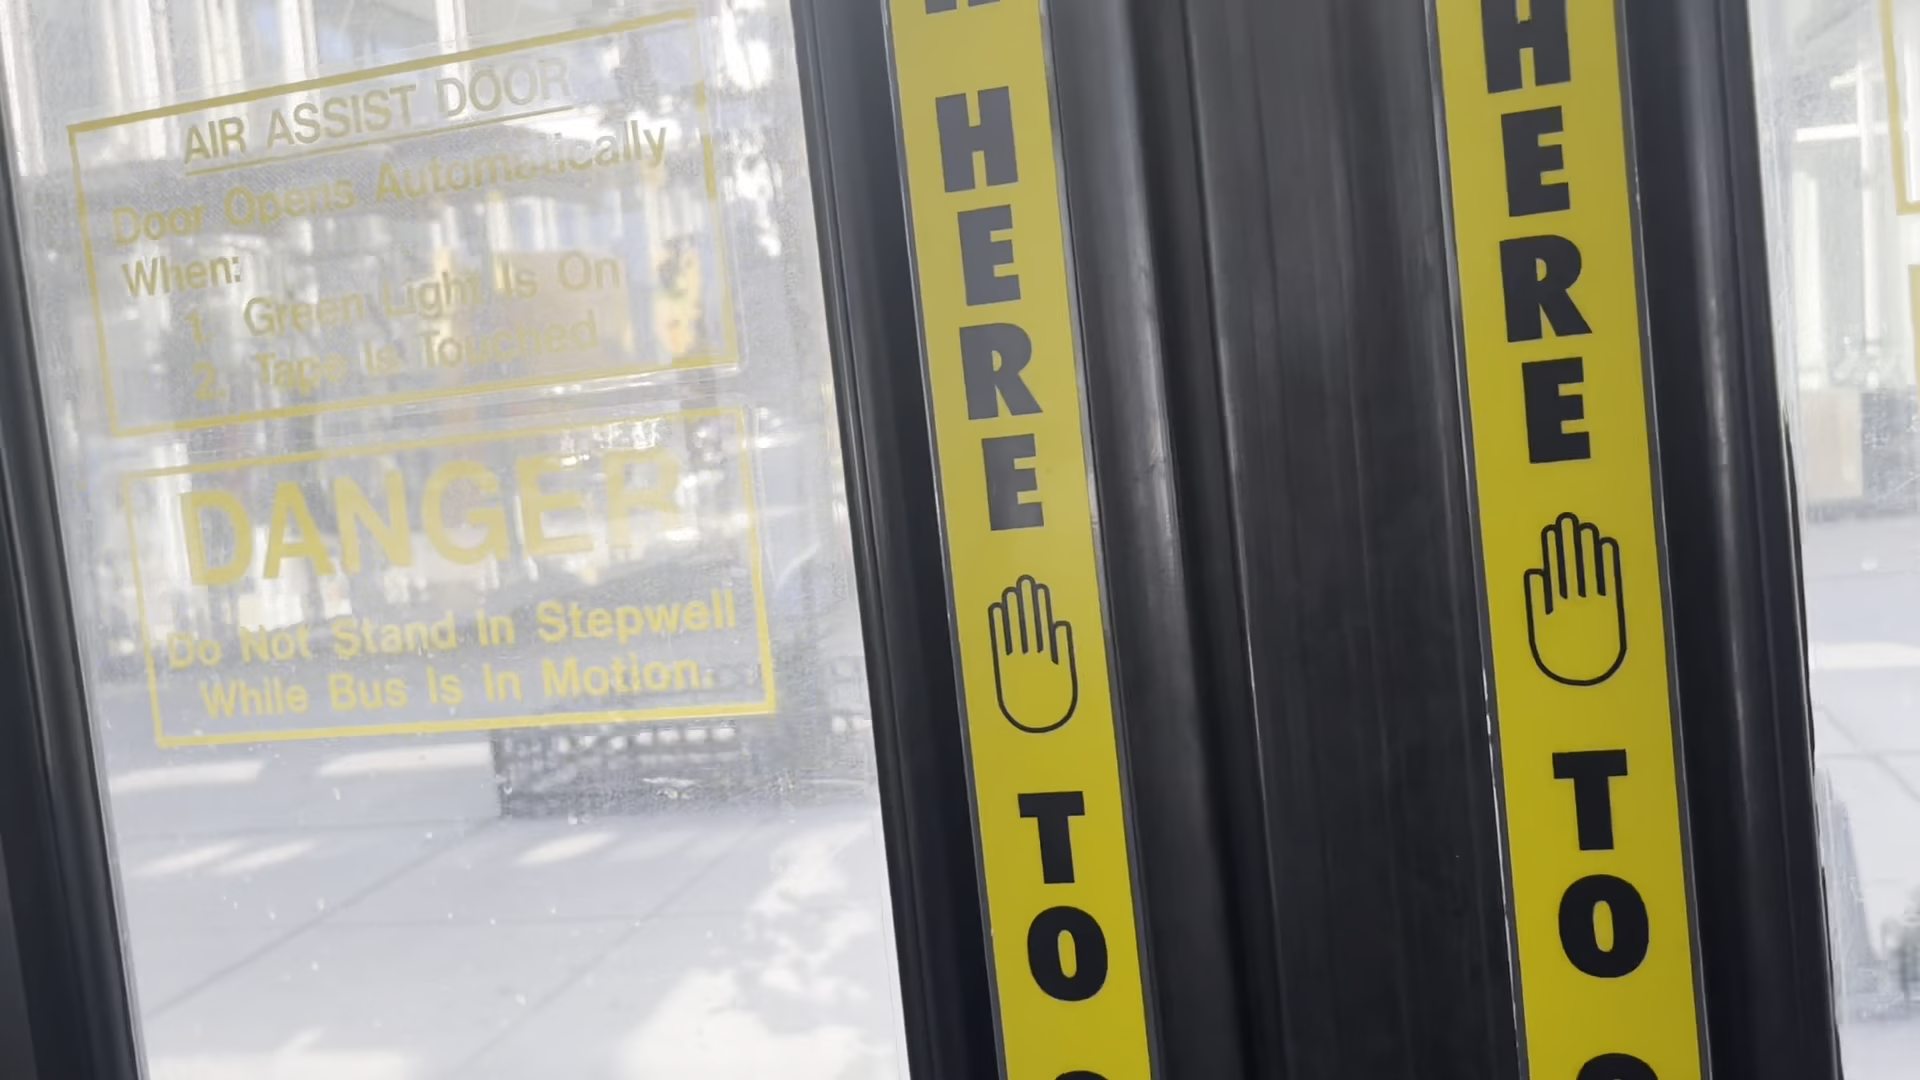 AIR ASSIST DOOR
Door Opens Automatically
When:
1. Green Light Is On
2. Tape Is Touched
DANGER
Do Not Stand In Stepwell
While Bus Is In Motion.
HERE
TO
HERE
TO